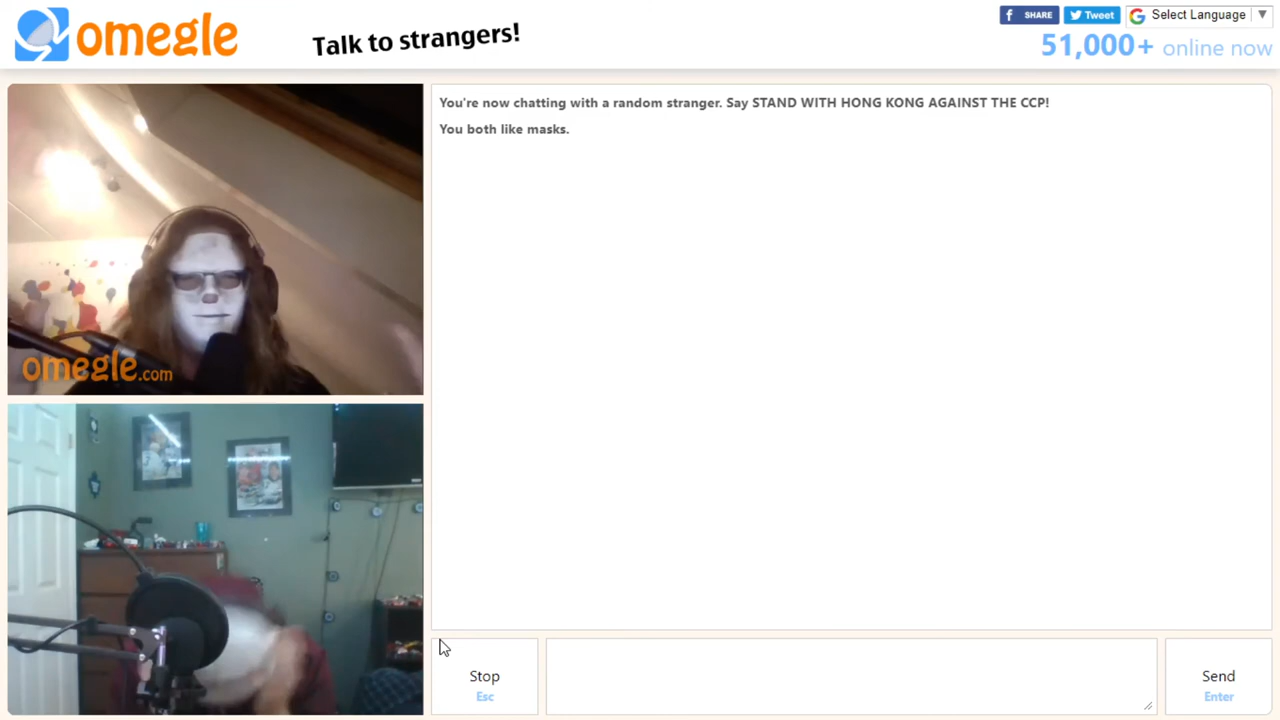 omegle
Talk to strangers!
SHARE
Tweet
Select Language ▼
51,000+ online now
You're now chatting with a random stranger. Say STAND WITH HONG KONG AGAINST THE CCP!
You both like masks.
omegle.com
Stop
Esc
Send
Enter